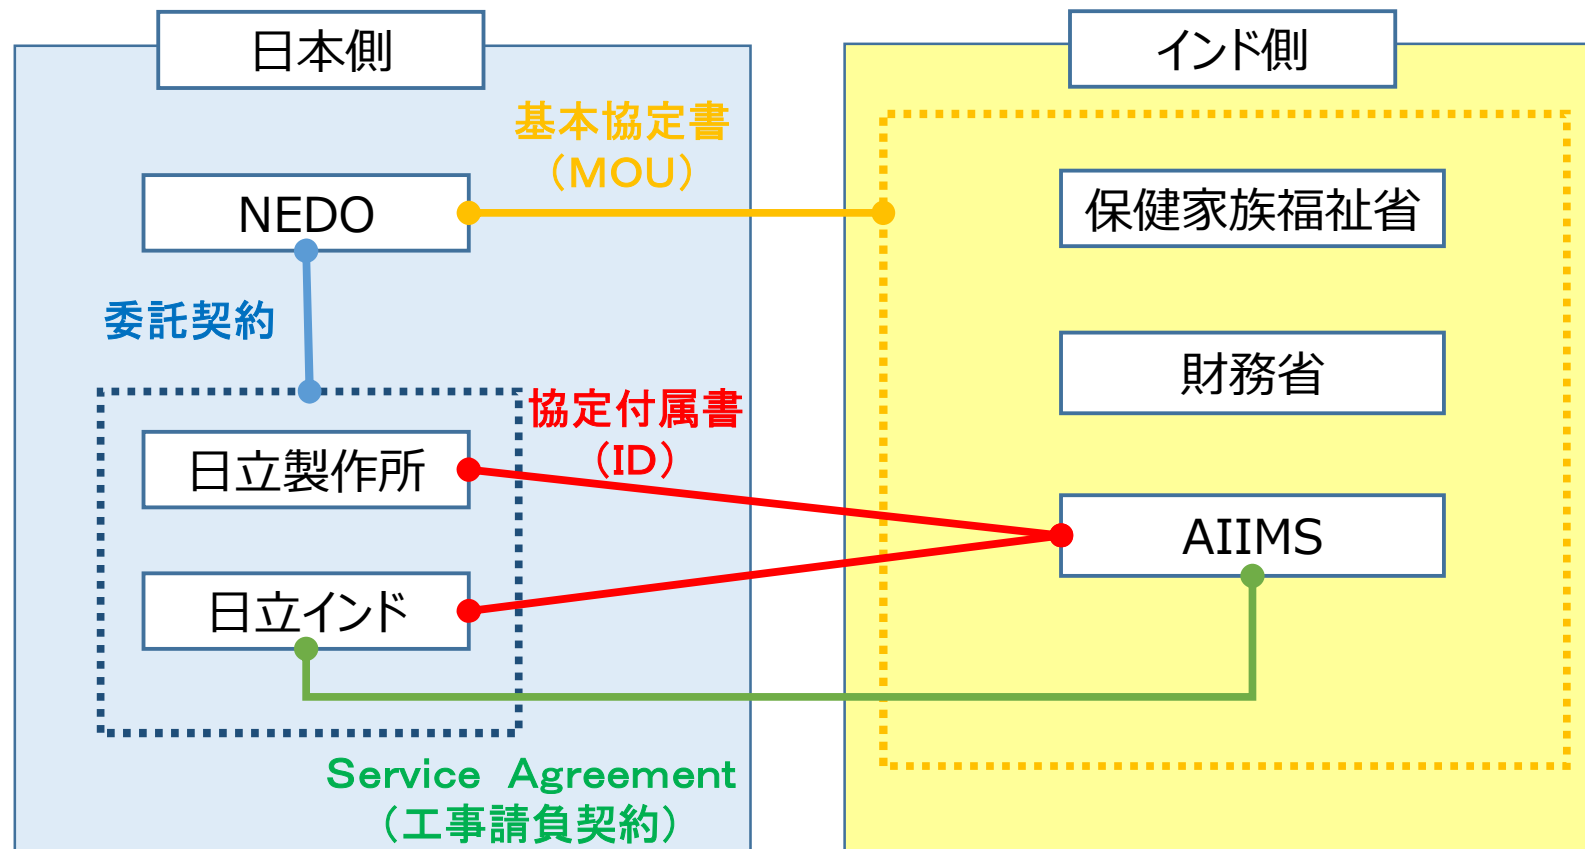 日本側
インド側
基本協定書
（ＭＯＵ）
NEDO
保健家族福祉省
委託契約
財務省
協定付属書
（ID）
日立製作所
AIIMS
日立インド
Service　Agreement
（工事請負契約）